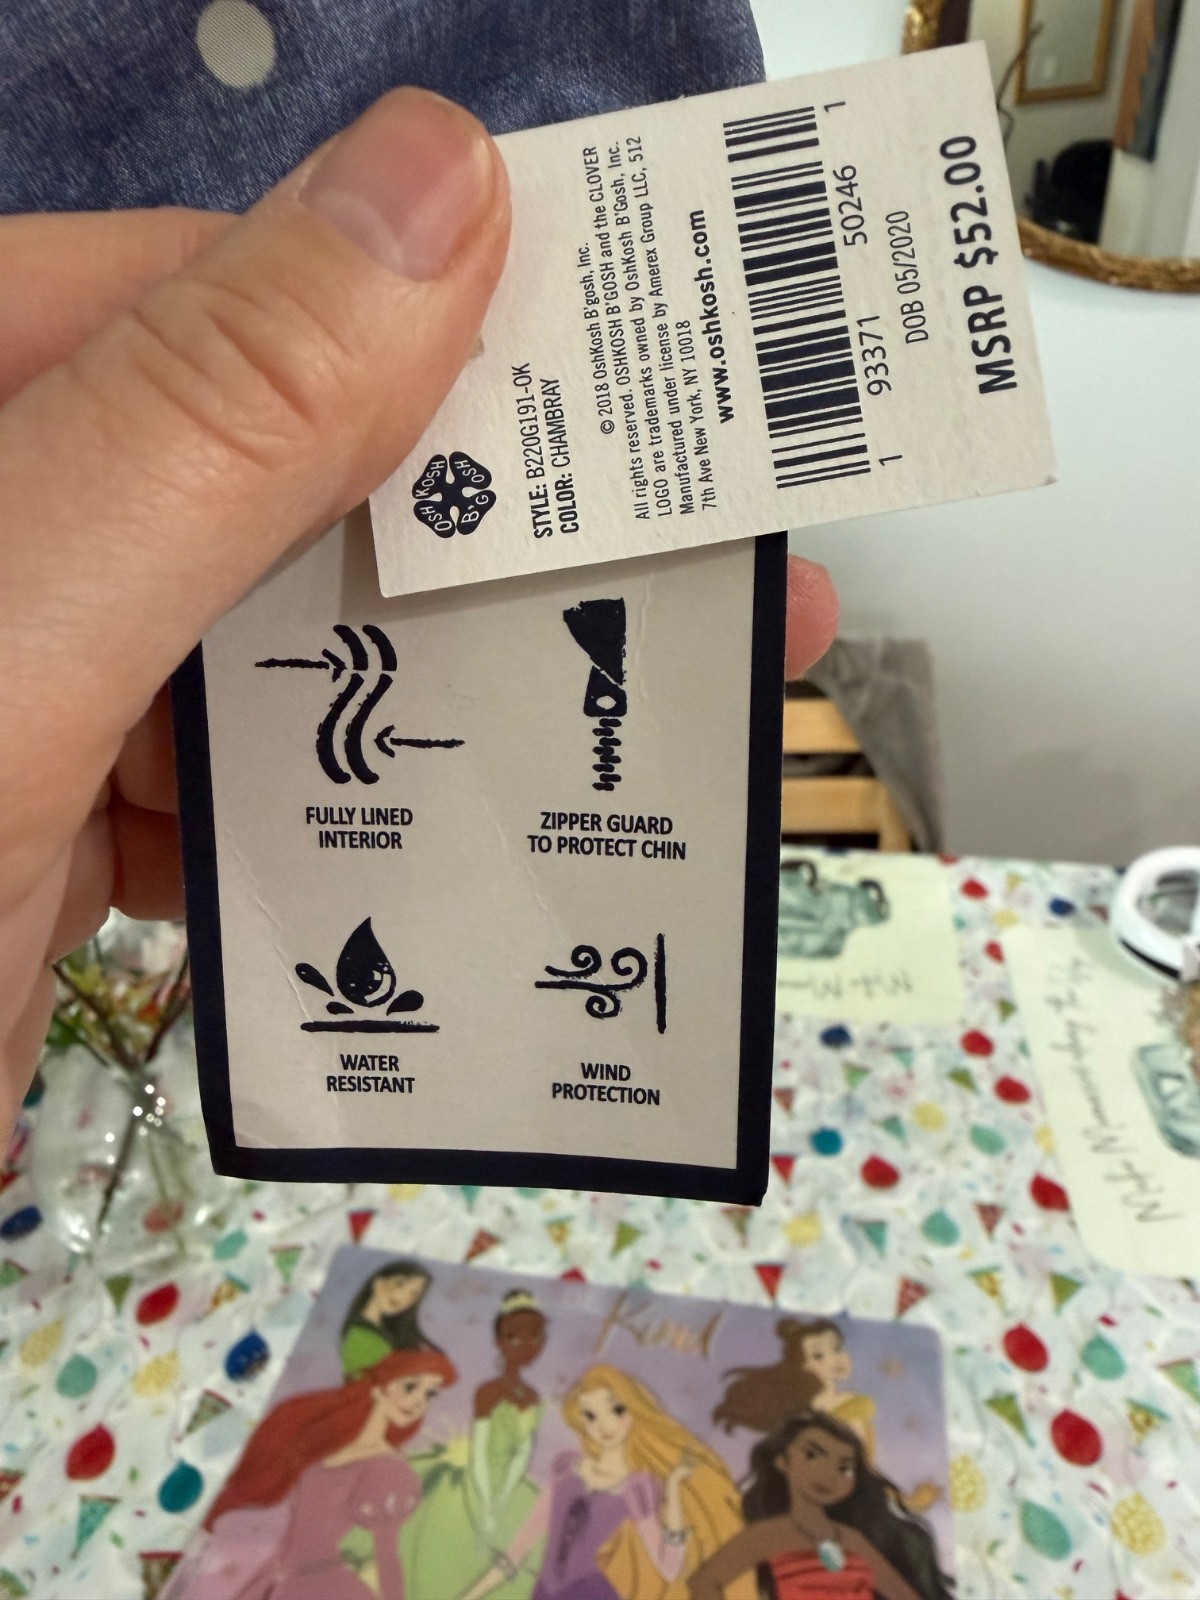 OSH KOSH
B'GOSH
STYLE: B220G191-OK
COLOR: CHAMBRAY
© 2018 OshKosh B'gosh, Inc.
All rights reserved. OSHKOSH B'GOSH and the CLOVER
LOGO are trademarks owned by OshKosh B'Gosh, Inc.
Manufactured under license by Amerex Group LLC, 512
7th Ave New York, NY 10018
www.oshkosh.com
1 93371 50246 1
DOB 05/2020
MSRP $52.00
FULLY LINED
INTERIOR
ZIPPER GUARD
TO PROTECT CHIN
WATER
RESISTANT
WIND
PROTECTION
Kind